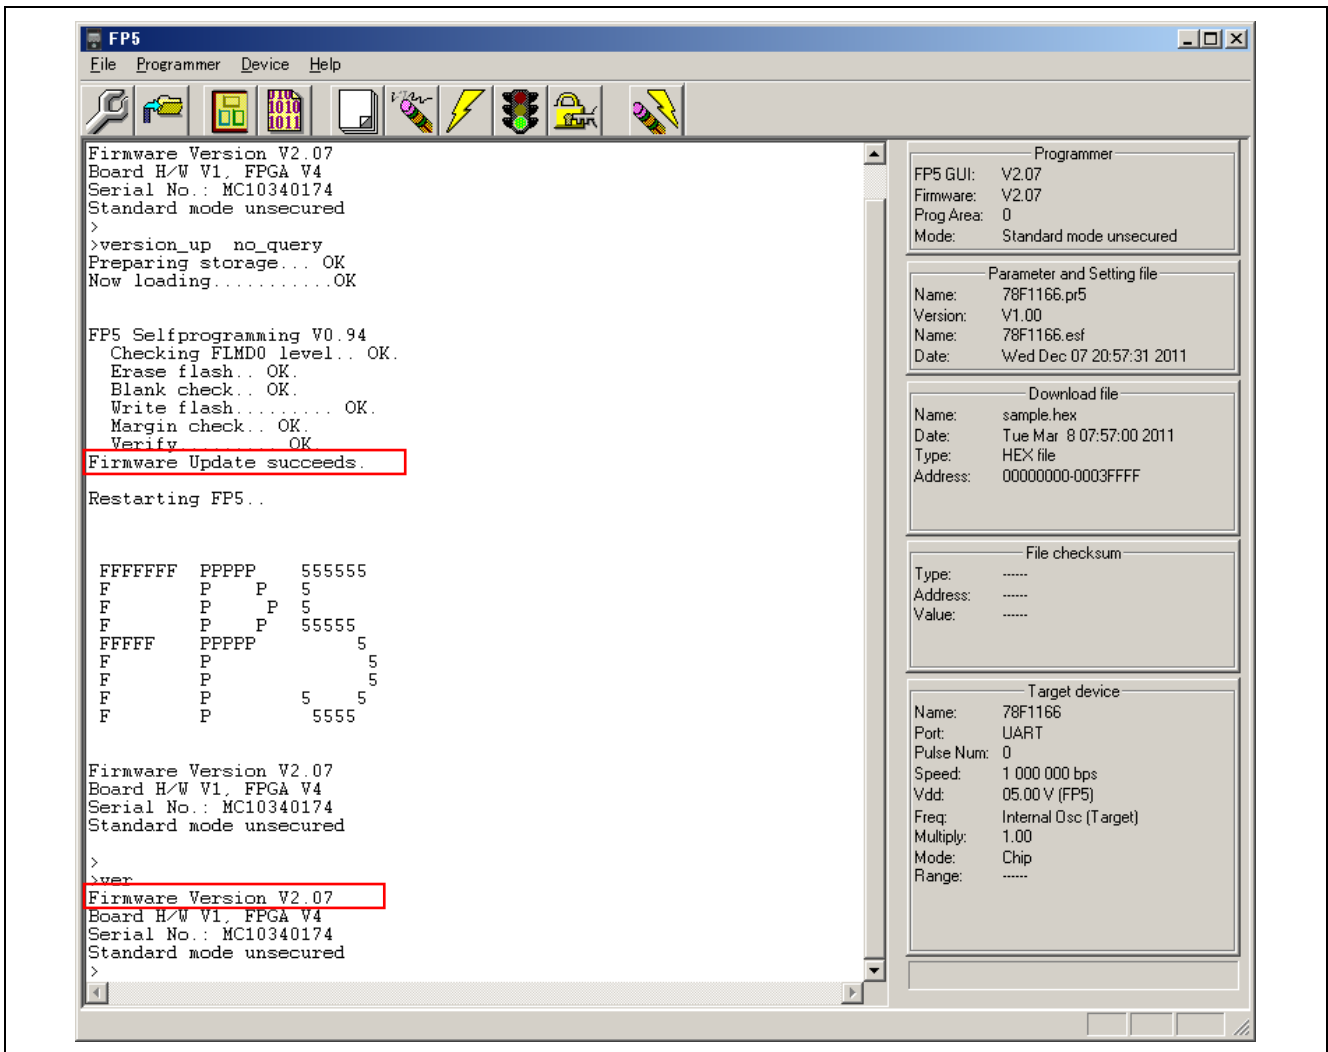 FP5
File Programmer Device Help
Firmware Version V2.07
Board H/W V1, FPGA V4
Serial No.: MC10340174
Standard mode unsecured
>
>version_up no_query
Preparing storage... OK
Now loading...........OK
FP5 Selfprogramming V0.94
Checking FLMD0 level.. OK.
Erase flash.. OK.
Blank check.. OK.
Write flash......... OK.
Margin check.. OK.
Verify.......... OK
Firmware Update succeeds.
Restarting FP5..
FFFFFFF PPPPP 555555
F P P 5
F P P 5
F P P 55555
FFFFF PPPPP 5
F P 5
F P 5
F P 5 5
F P 5555
Firmware Version V2.07
Board H/W V1, FPGA V4
Serial No.: MC10340174
Standard mode unsecured
>
>ver
Firmware Version V2.07
Board H/W V1, FPGA V4
Serial No.: MC10340174
Standard mode unsecured
>
Programmer
FP5 GUI: V2.07
Firmware: V2.07
Prog Area: 0
Mode: Standard mode unsecured
Parameter and Setting file
Name: 78F1166.pr5
Version: V1.00
Name: 78F1166.esf
Date: Wed Dec 07 20:57:31 2011
Download file
Name: sample.hex
Date: Tue Mar 8 07:57:00 2011
Type: HEX file
Address: 00000000-0003FFFF
File checksum
Type: ------
Address: ------
Value: ------
Target device
Name: 78F1166
Port: UART
Pulse Num: 0
Speed: 1 000 000 bps
Vdd: 05.00 V (FP5)
Freq: Internal Osc (Target)
Multiply: 1.00
Mode: Chip
Range: ------